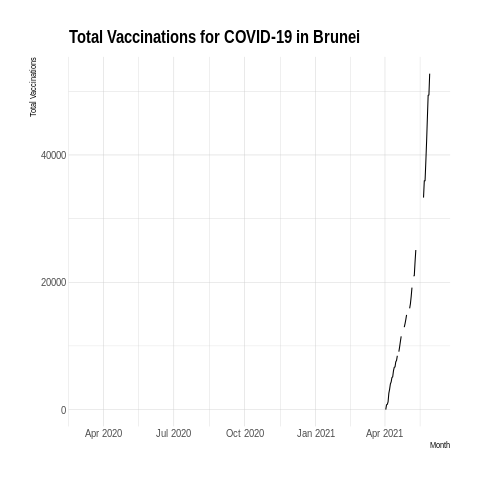 Total Vaccinations for COVID-19 in Brunei
Total Vaccinations
40000
20000
0
Apr 2020 Jul 2020 Oct 2020 Jan 2021 Apr 2021
Month